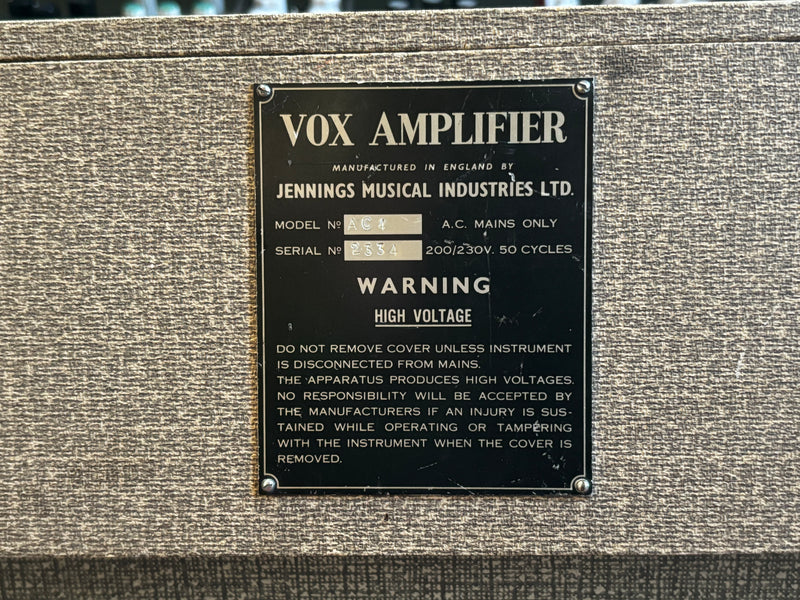 VOX AMPLIFIER
MANUFACTURED IN ENGLAND BY
JENNINGS MUSICAL INDUSTRIES LTD.
MODEL Nº AC4 A.C. MAINS ONLY
SERIAL Nº 2334 200/230V. 50 CYCLES
WARNING
HIGH VOLTAGE
DO NOT REMOVE COVER UNLESS INSTRUMENT
IS DISCONNECTED FROM MAINS.
THE APPARATUS PRODUCES HIGH VOLTAGES.
NO RESPONSIBILITY WILL BE ACCEPTED BY
THE MANUFACTURERS IF AN INJURY IS SUS-
TAINED WHILE OPERATING OR TAMPERING
WITH THE INSTRUMENT WHEN THE COVER IS
REMOVED.